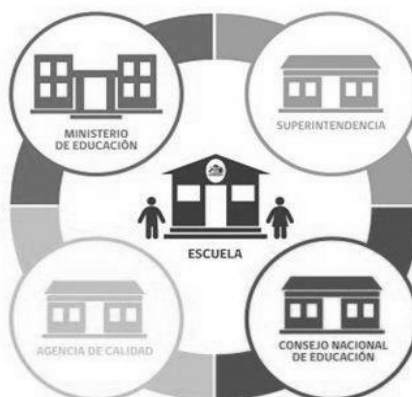 MINISTERIO
DE EDUCACIÓN
SUPERINTENDENCIA
ESCUELA
AGENCIA DE CALIDAD
CONSEJO NACIONAL
DE EDUCACIÓN